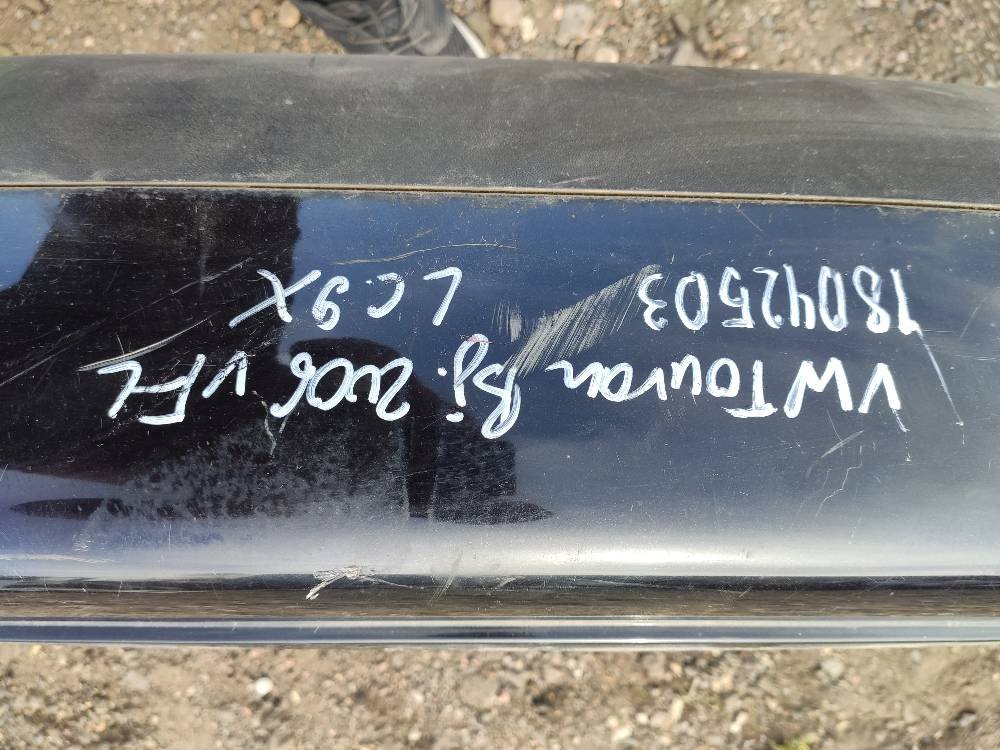 VW Touran Bj. 2006 VFL
18042503 LC9X